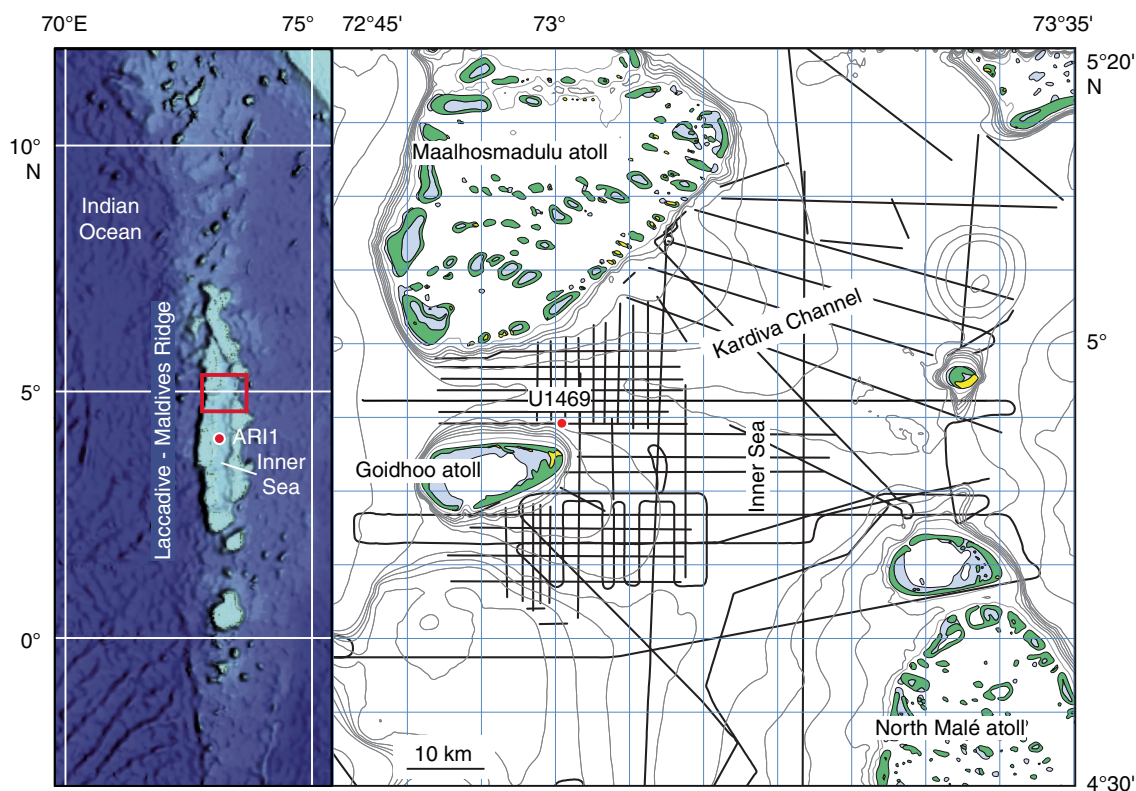 70°E
75°
72°45'
73°
73°35'
5°20'
N
10°
N
Indian
Ocean
Maalhosmadulu atoll
Laccadive - Maldives Ridge
Kardiva Channel
5°
5°
U1469
ARI1
Inner
Sea
Goidhoo atoll
Inner Sea
0°
North Malé atoll
10 km
4°30'